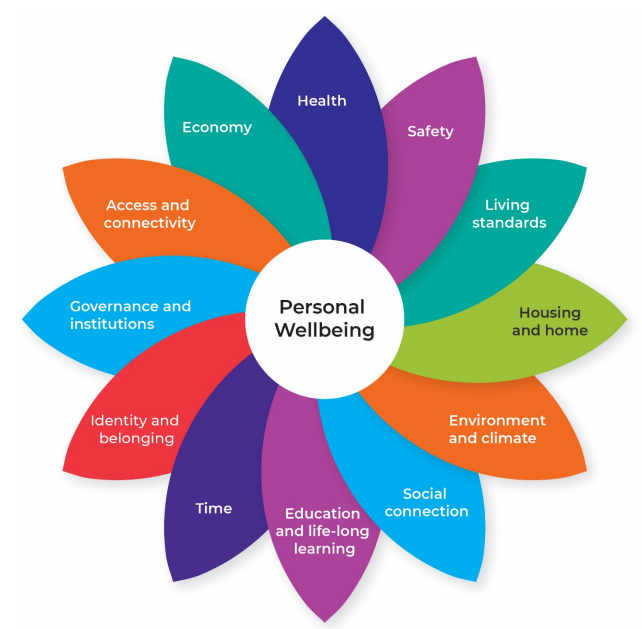 Health
Safety
Living
standards
Housing
and home
Environment
and climate
Social
connection
Education
and life-long
learning
Time
Identity and
belonging
Governance and
institutions
Access and
connectivity
Economy
Personal
Wellbeing